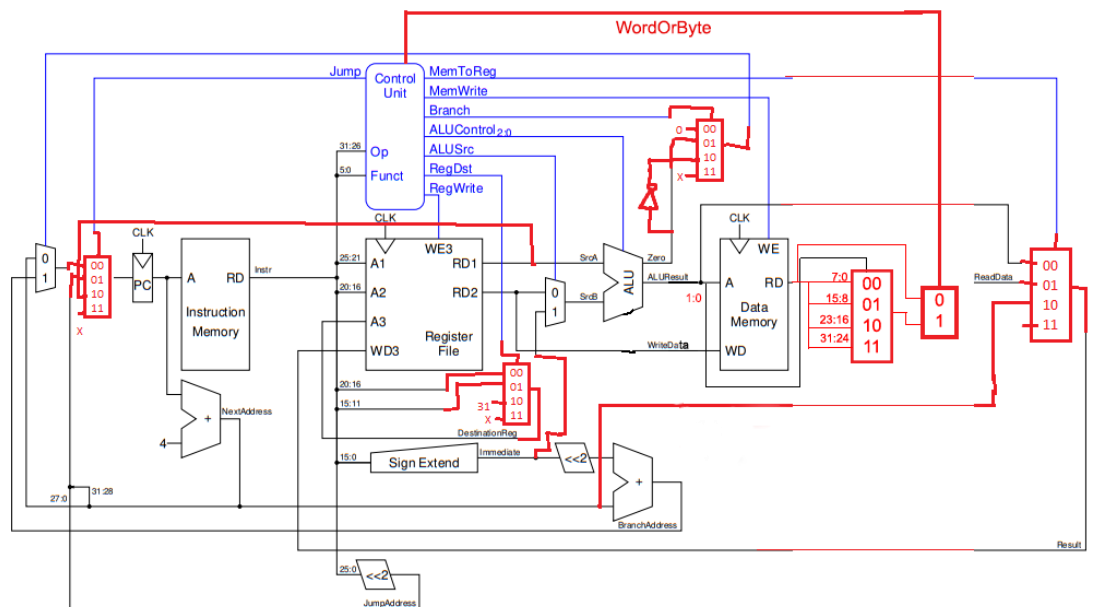 WordOrByte
Jump
Control
Unit
MemToReg
MemWrite
Branch
ALUControl2:0
ALUSrc
RegDst
RegWrite
31:26
Op
5:0
Funct
0
00
01
10
11
X
CLK
0
1
00
01
10
11
X
CLK
PC
A
RD
Instr
Instruction
Memory
25:21
20:16
CLK
WE3
A1
RD1
A2
RD2
A3
WD3
Register
File
0
1
SrcA
SrcB
ALU
Zero
ALUResult
1:0
WriteData
CLK
WE
A
RD
Data
Memory
WD
7:0
15:8
23:16
31:24
00
01
10
11
0
1
ReadData
00
01
10
11
20:16
15:11
31
X
00
01
10
11
DestinationReg
4
+
NextAddress
15:0
Sign Extend
Immediate
<<2
+
BranchAddress
27:0
31:28
Result
25:0
<<2
JumpAddress